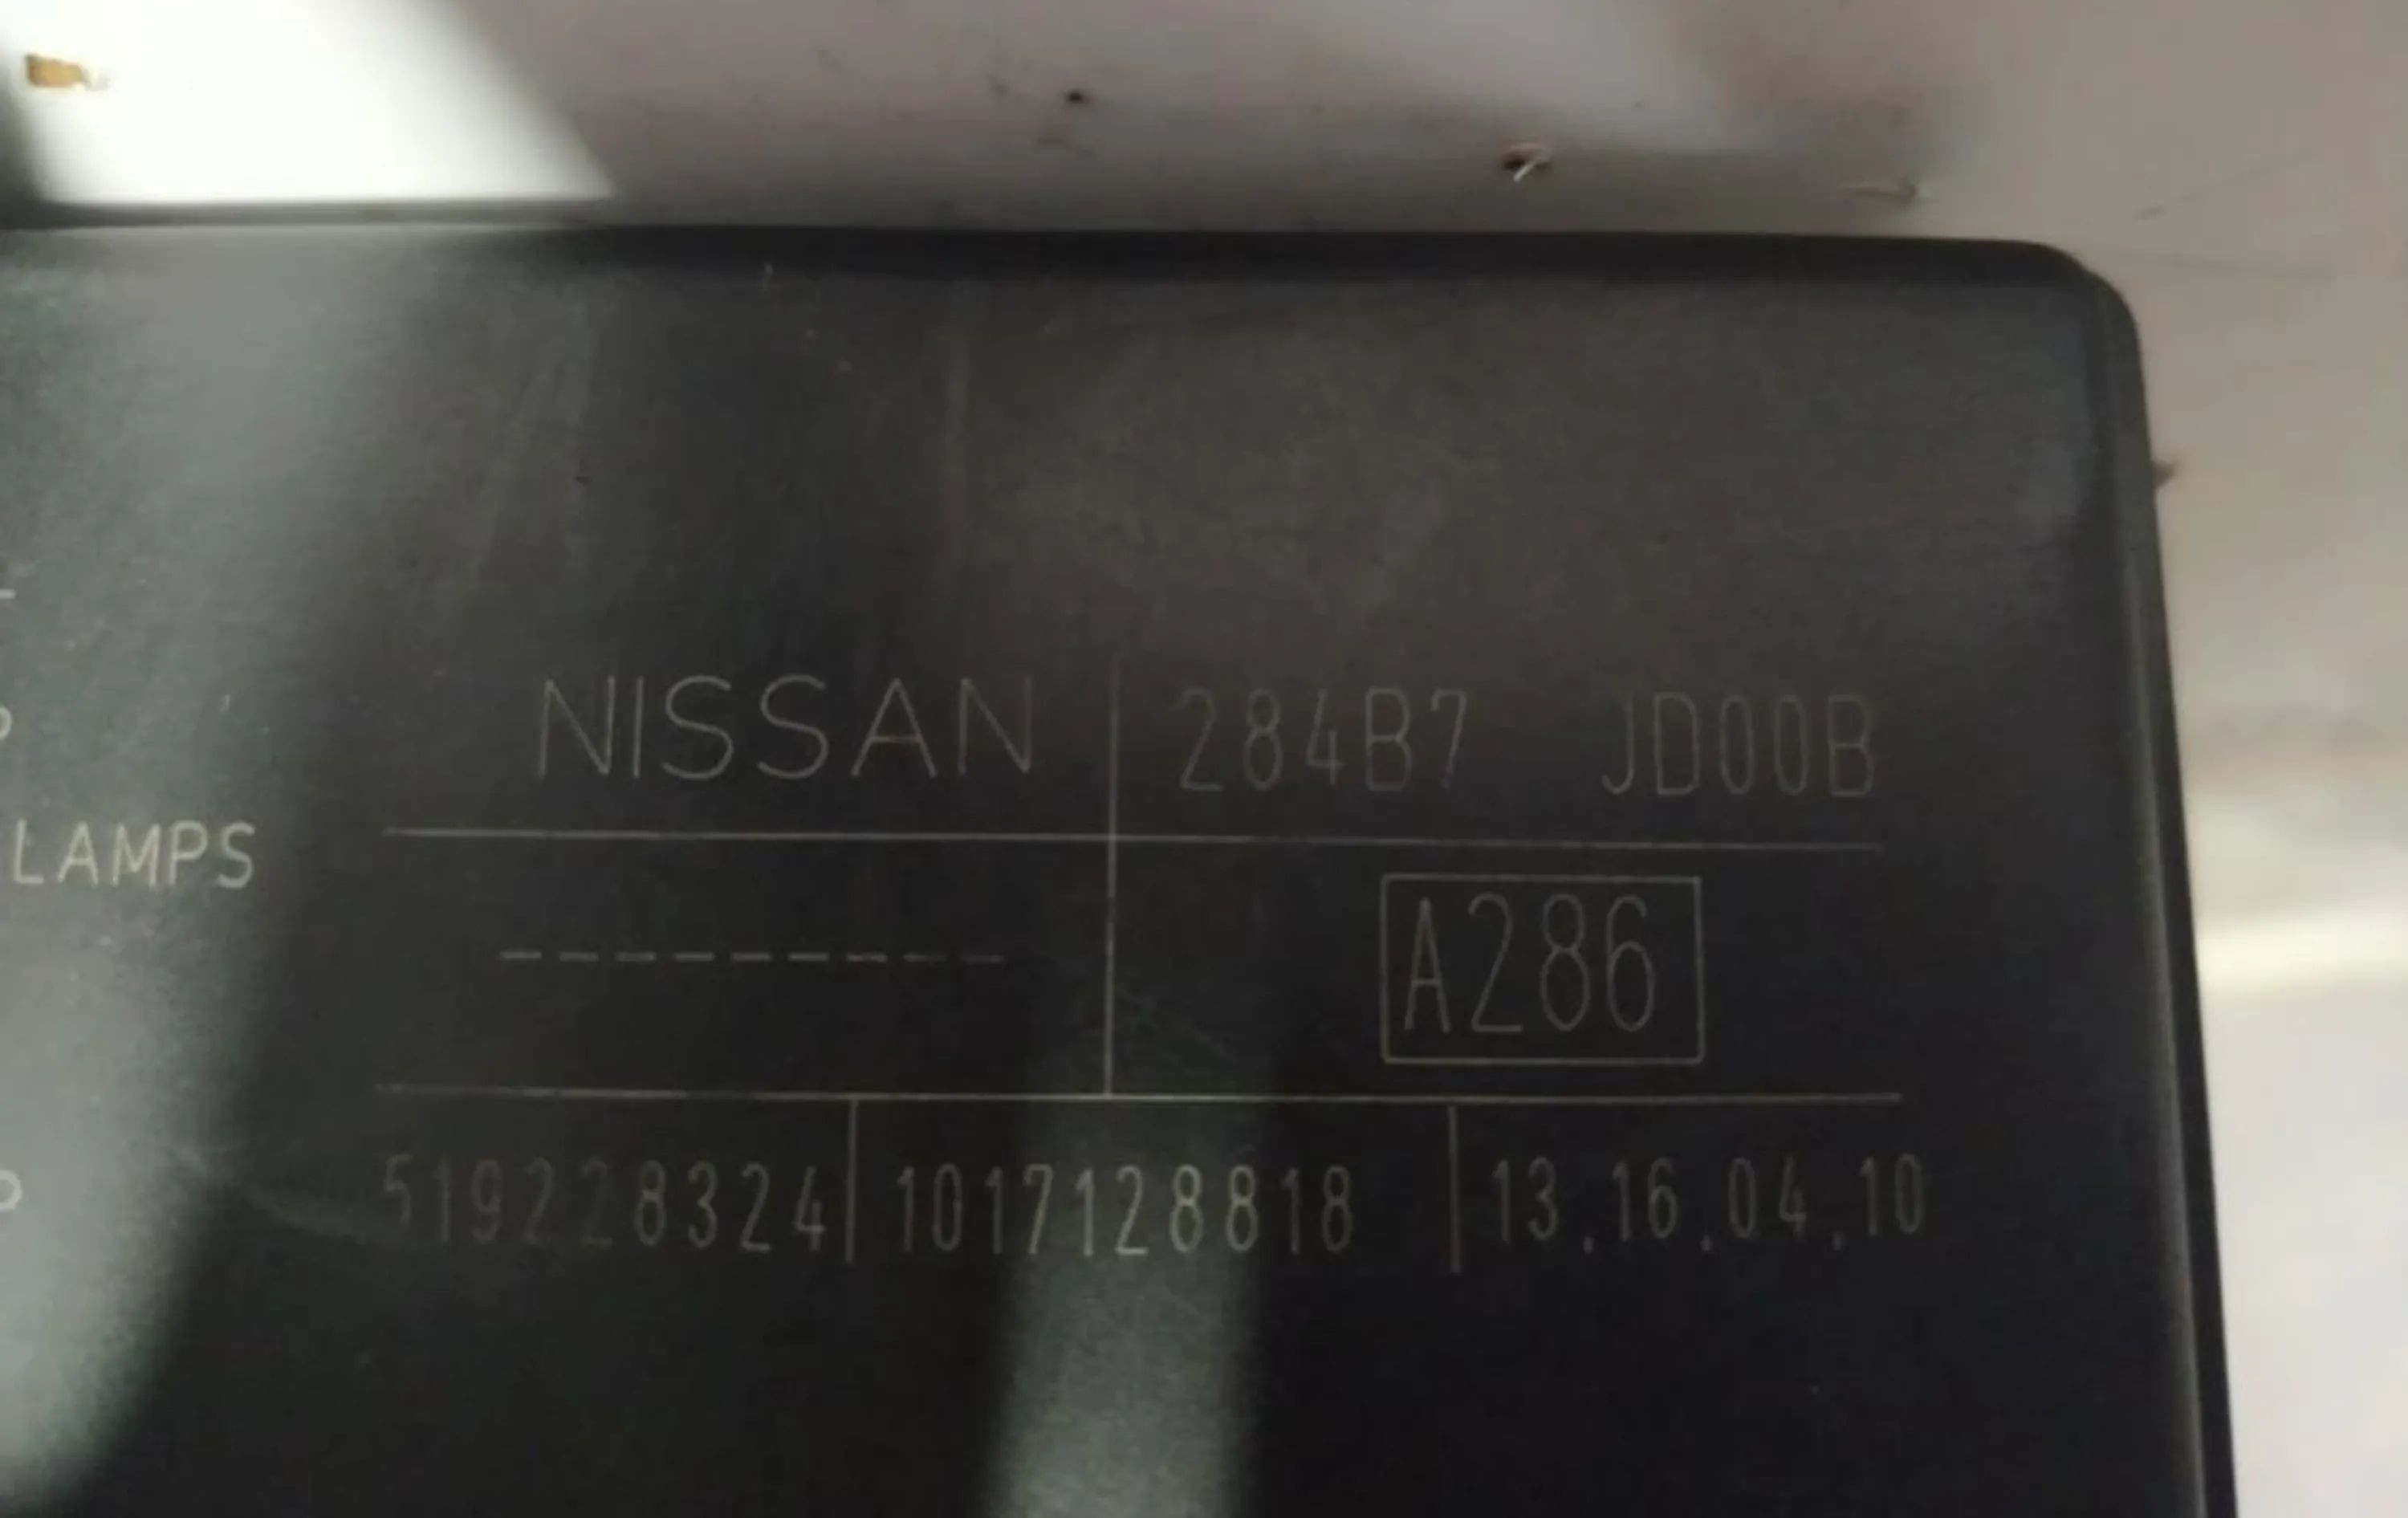 NISSAN 284B7 JD00B
LAMPS
----------
A286
519228324 1017128818 13.16.04.10